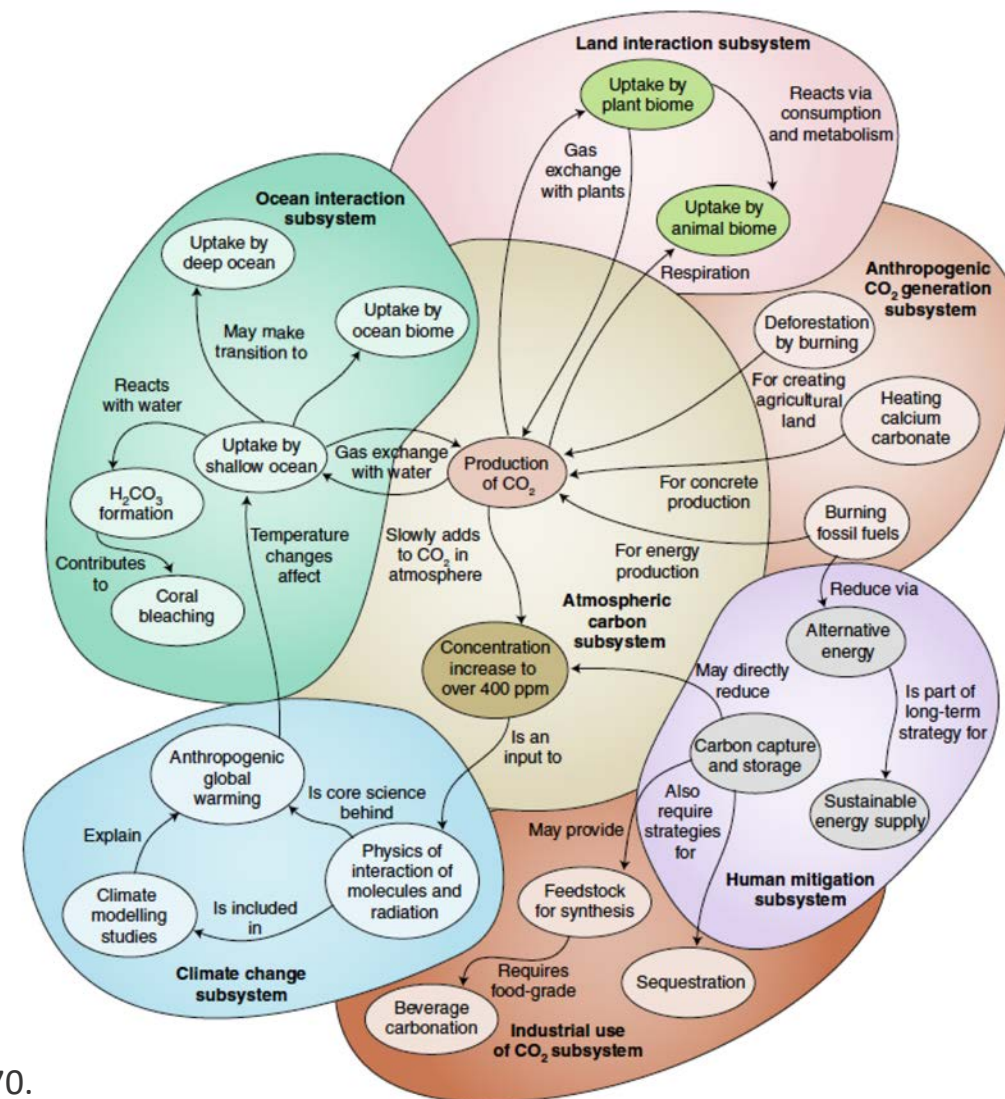 Land interaction subsystem
Uptake by
plant biome
Reacts via
consumption
and metabolism
Gas
exchange
with plants
Uptake by
animal biome
Respiration
Ocean interaction
subsystem
Uptake by
deep ocean
Uptake by
ocean biome
May make
transition to
Reacts
with water
Uptake by
shallow ocean
Gas exchange
with water
H₂CO₃
formation
Contributes
to
Coral
bleaching
Temperature
changes
affect
Anthropogenic
CO₂ generation
subsystem
Deforestation
by burning
For creating
agricultural
land
Heating
calcium
carbonate
Production
of CO₂
For concrete
production
Burning
fossil fuels
For energy
production
Slowly adds
to CO₂ in
atmosphere
Atmospheric
carbon
subsystem
Concentration
increase to
over 400 ppm
Is an
input to
Reduce via
Alternative
energy
May directly
reduce
Is part of
long-term
strategy for
Carbon capture
and storage
Sustainable
energy supply
Also
require
strategies
for
Human mitigation
subsystem
Anthropogenic
global
warming
Is core science
behind
Explain
Physics of
interaction of
molecules and
radiation
Climate
modelling
studies
Is included
in
Climate change
subsystem
May provide
Feedstock
for synthesis
Requires
food-grade
Beverage
carbonation
Sequestration
Industrial use
of CO₂ subsystem
70.